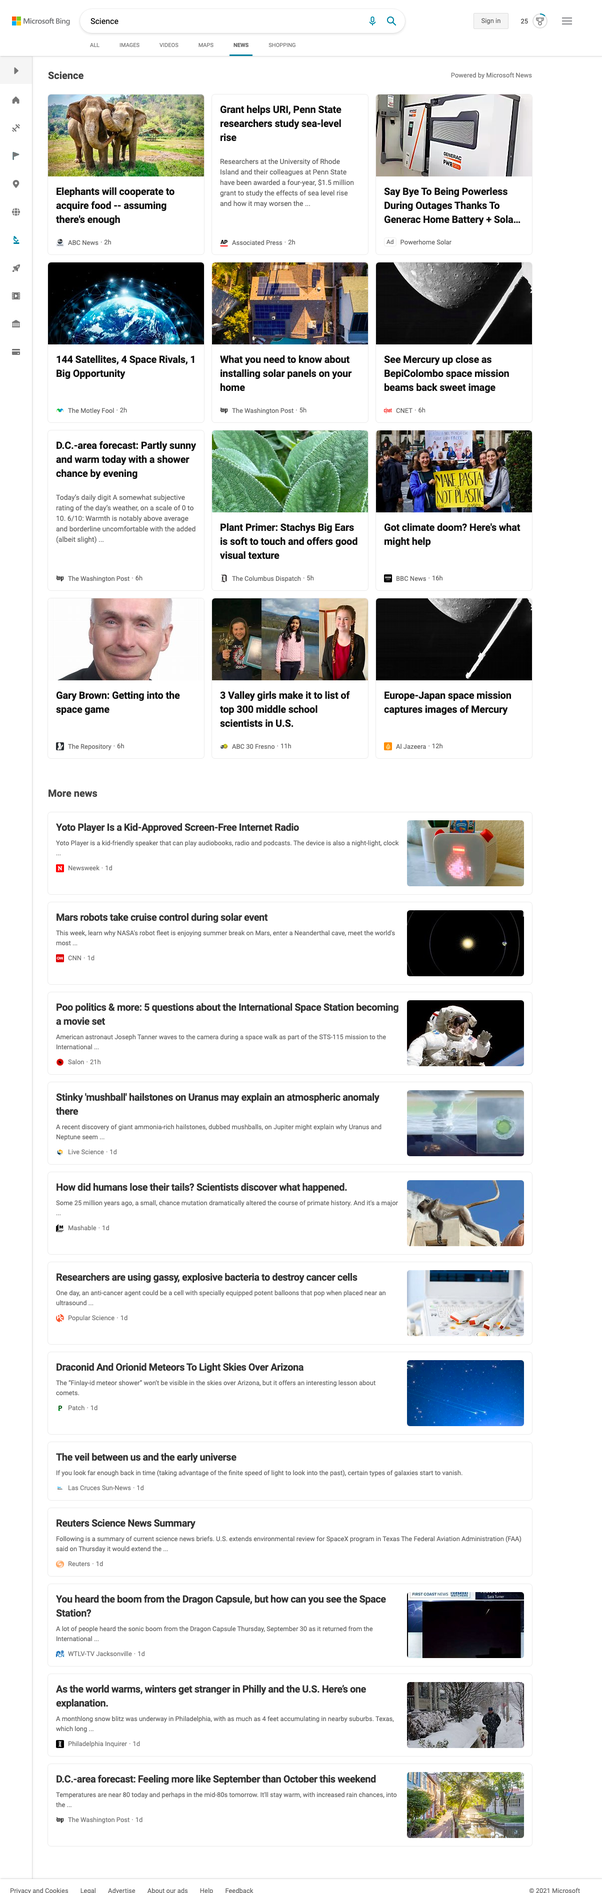 Microsoft Bing
Science
Sign in
25
ALL IMAGES VIDEOS MAPS NEWS SHOPPING
Science
Powered by Microsoft News
Elephants will cooperate to
acquire food -- assuming
there's enough
ABC News · 2h
Grant helps URI, Penn State
researchers study sea-level
rise
Researchers at the University of Rhode
Island and their colleagues at Penn State
have been awarded a four-year, $1.5 million
grant to study the effects of sea level rise
and how it may worsen the ...
AP Associated Press · 2h
GENERAC
PWR
Say Bye To Being Powerless
During Outages Thanks To
Generac Home Battery + Sola...
Ad Powerhome Solar
144 Satellites, 4 Space Rivals, 1
Big Opportunity
The Motley Fool · 2h
What you need to know about
installing solar panels on your
home
wp The Washington Post · 5h
See Mercury up close as
BepiColombo space mission
beams back sweet image
CNET · 6h
D.C.-area forecast: Partly sunny
and warm today with a shower
chance by evening
Today's daily digit A somewhat subjective
rating of the day's weather, on a scale of 0 to
10. 6/10: Warmth is notably above average
and borderline uncomfortable with the added
(albeit slight) ...
wp The Washington Post · 6h
Plant Primer: Stachys Big Ears
is soft to touch and offers good
visual texture
The Columbus Dispatch · 5h
MAKE PASTA
NOT PLASTIC
Got climate doom? Here's what
might help
BBC News · 16h
Gary Brown: Getting into the
space game
The Repository · 6h
3 Valley girls make it to list of
top 300 middle school
scientists in U.S.
ABC 30 Fresno · 11h
Europe-Japan space mission
captures images of Mercury
Al Jazeera · 12h
More news
Yoto Player Is a Kid-Approved Screen-Free Internet Radio
Yoto Player is a kid-friendly speaker that can play audiobooks, radio and podcasts. The device is also a night-light, clock
...
N Newsweek · 1d
Mars robots take cruise control during solar event
This week, learn why NASA's robot fleet is enjoying summer break on Mars, enter a Neanderthal cave, meet the world's
most ...
CNN CNN · 1d
Poo politics & more: 5 questions about the International Space Station becoming
a movie set
American astronaut Joseph Tanner waves to the camera during a space walk as part of the STS-115 mission to the
International ...
Salon · 21h
Stinky 'mushball' hailstones on Uranus may explain an atmospheric anomaly
there
A recent discovery of giant ammonia-rich hailstones, dubbed mushballs, on Jupiter might explain why Uranus and
Neptune seem ...
Live Science · 1d
How did humans lose their tails? Scientists discover what happened.
Some 25 million years ago, a small, chance mutation dramatically altered the course of primate history. And it's a major
...
Mashable · 1d
Researchers are using gassy, explosive bacteria to destroy cancer cells
One day, an anti-cancer agent could be a cell with specially equipped potent balloons that pop when placed near an
ultrasound ...
Popular Science · 1d
Draconid And Orionid Meteors To Light Skies Over Arizona
The "Finlay-id meteor shower" won't be visible in the skies over Arizona, but it offers an interesting lesson about
comets.
P Patch · 1d
The veil between us and the early universe
If you look far enough back in time (taking advantage of the finite speed of light to look into the past), certain types of galaxies start to vanish.
Las Cruces Sun-News · 1d
Reuters Science News Summary
Following is a summary of current science news briefs. U.S. extends environmental review for SpaceX program in Texas The Federal Aviation Administration (FAA)
said on Thursday it would extend the ...
Reuters · 1d
You heard the boom from the Dragon Capsule, but how can you see the Space
Station?
A lot of people heard the sonic boom from the Dragon Capsule Thursday, September 30 as it returned from the
International ...
WTLV-TV Jacksonville · 1d
FIRST COAST NEWS
As the world warms, winters get stranger in Philly and the U.S. Here's one
explanation.
A monthlong snow blitz was underway in Philadelphia, with as much as 4 feet accumulating in nearby suburbs. Texas,
which long ...
Philadelphia Inquirer · 1d
D.C.-area forecast: Feeling more like September than October this weekend
Temperatures are near 80 today and perhaps in the mid-80s tomorrow. It'll stay warm, with increased rain chances, into
the ...
wp The Washington Post · 1d
Privacy and Cookies Legal Advertise About our ads Help Feedback
© 2021 Microsoft